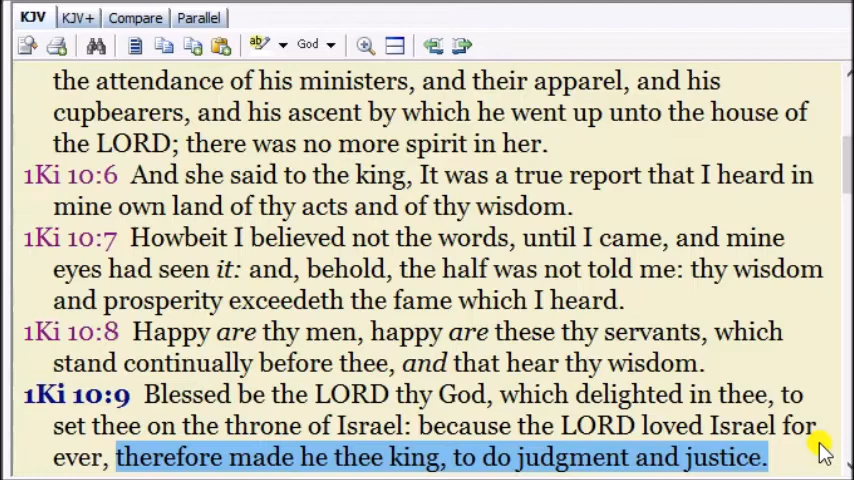 KJV KJV+ Compare Parallel
God
the attendance of his ministers, and their apparel, and his
cupbearers, and his ascent by which he went up unto the house of
the LORD; there was no more spirit in her.
1Ki 10:6 And she said to the king, It was a true report that I heard in
mine own land of thy acts and of thy wisdom.
1Ki 10:7 Howbeit I believed not the words, until I came, and mine
eyes had seen it: and, behold, the half was not told me: thy wisdom
and prosperity exceedeth the fame which I heard.
1Ki 10:8 Happy are thy men, happy are these thy servants, which
stand continually before thee, and that hear thy wisdom.
1Ki 10:9 Blessed be the LORD thy God, which delighted in thee, to
set thee on the throne of Israel: because the LORD loved Israel for
ever, therefore made he thee king, to do judgment and justice.